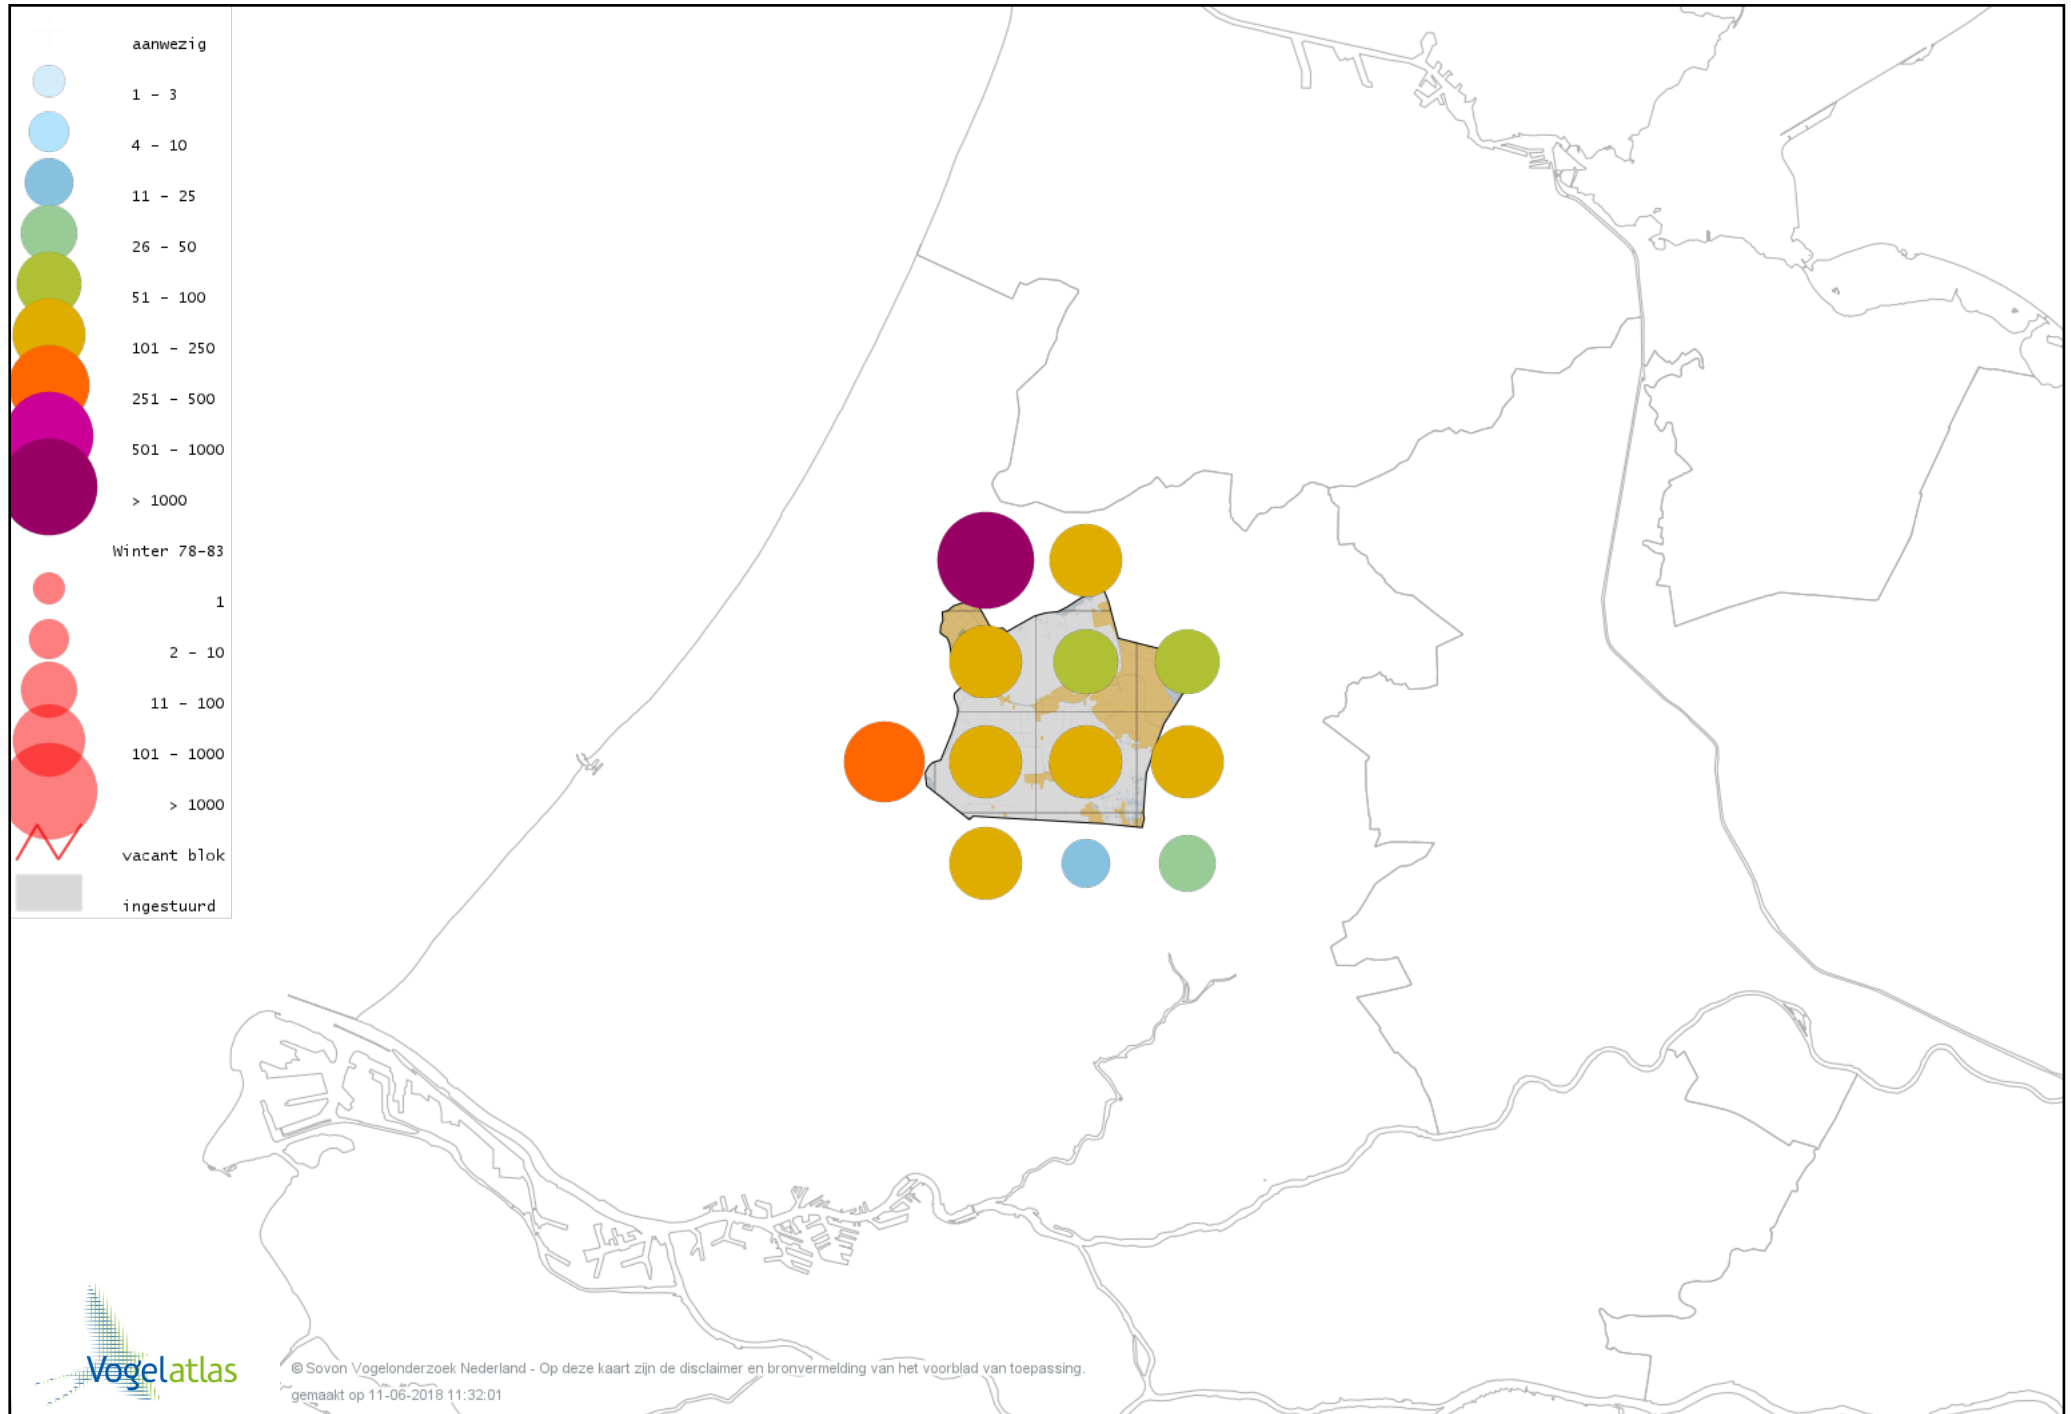 aanwezig
1 - 3
4 - 10
11 - 25
26 - 50
51 - 100
101 - 250
251 - 500
501 - 1000
> 1000
Winter 78-83
1
2 - 10
11 - 100
101 - 1000
> 1000
vacant blok
ingestuurd
Vogelatlas
© Sovon Vogelonderzoek Nederland - Op deze kaart zijn de disclaimer en bronvermelding van het voorblad van toepassing.
gemaakt op 11-06-2018 11:32:01